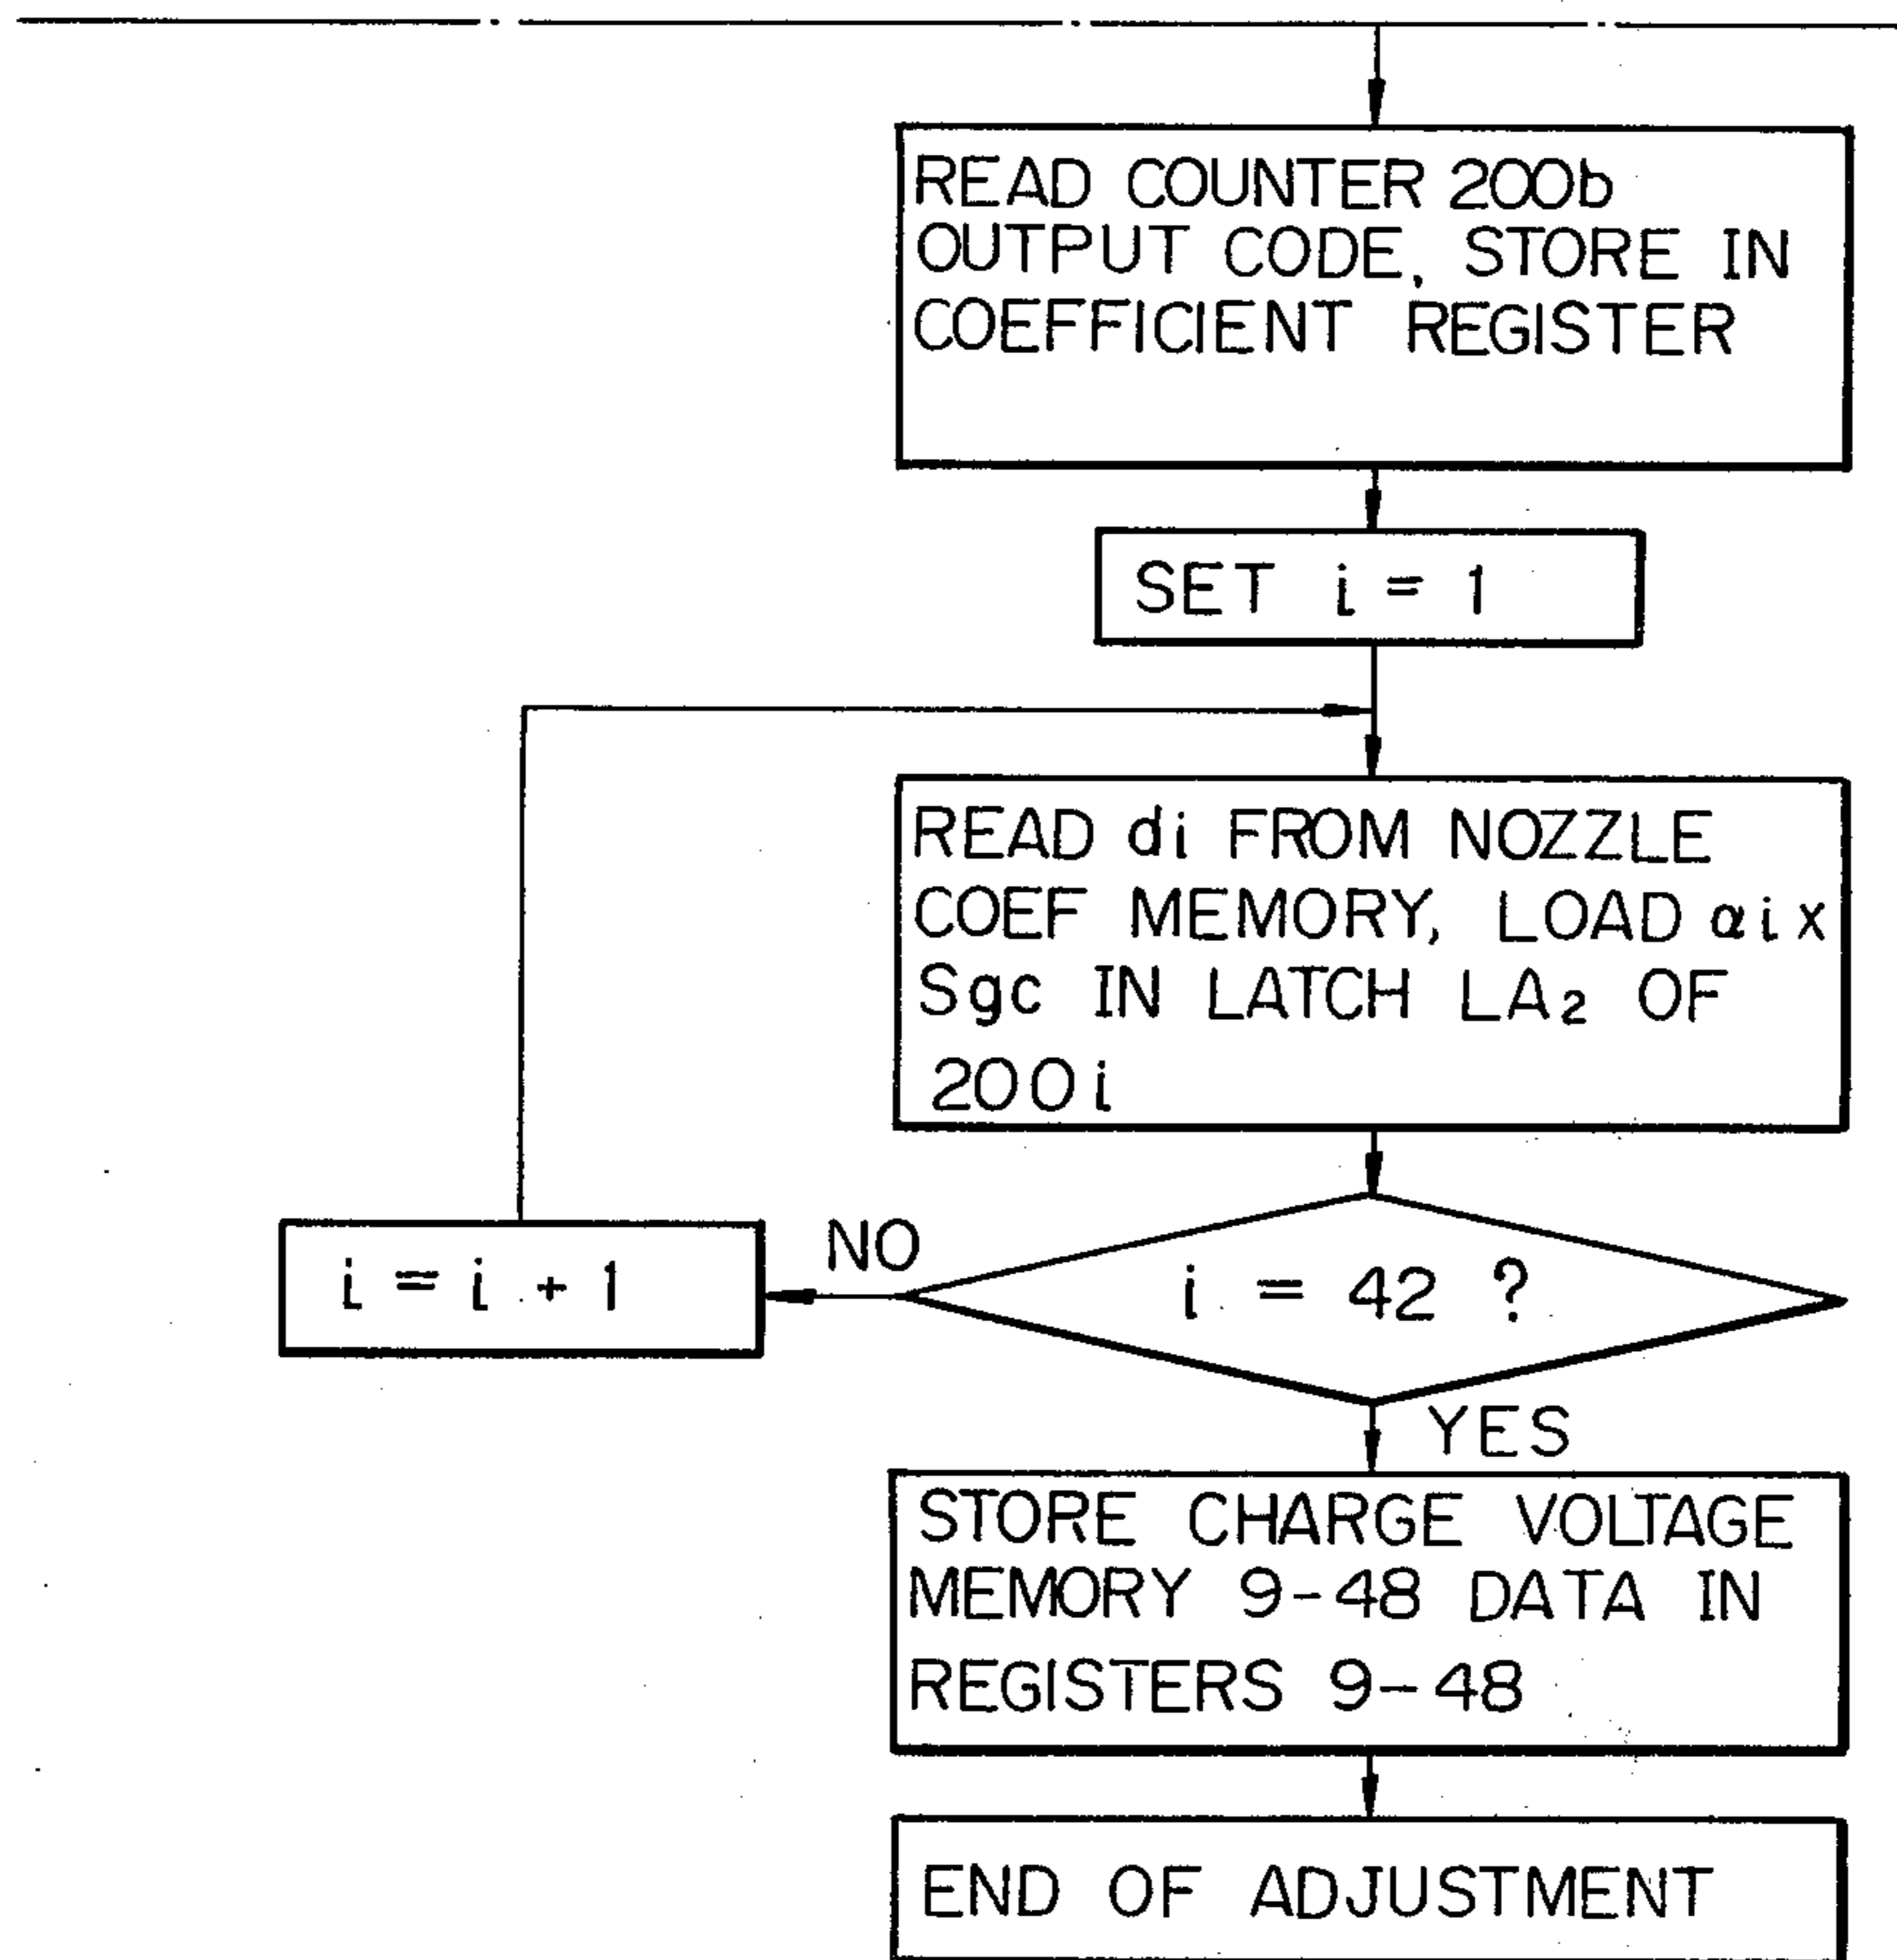 READ COUNTER 200b
OUTPUT CODE, STORE IN
COEFFICIENT REGISTER
SET i = 1
READ di FROM NOZZLE
COEF MEMORY, LOAD αi x
Sgc IN LATCH LA₂ OF
200i
i = 42 ?
NO
i = i + 1
YES
STORE CHARGE VOLTAGE
MEMORY 9-48 DATA IN
REGISTERS 9-48
END OF ADJUSTMENT